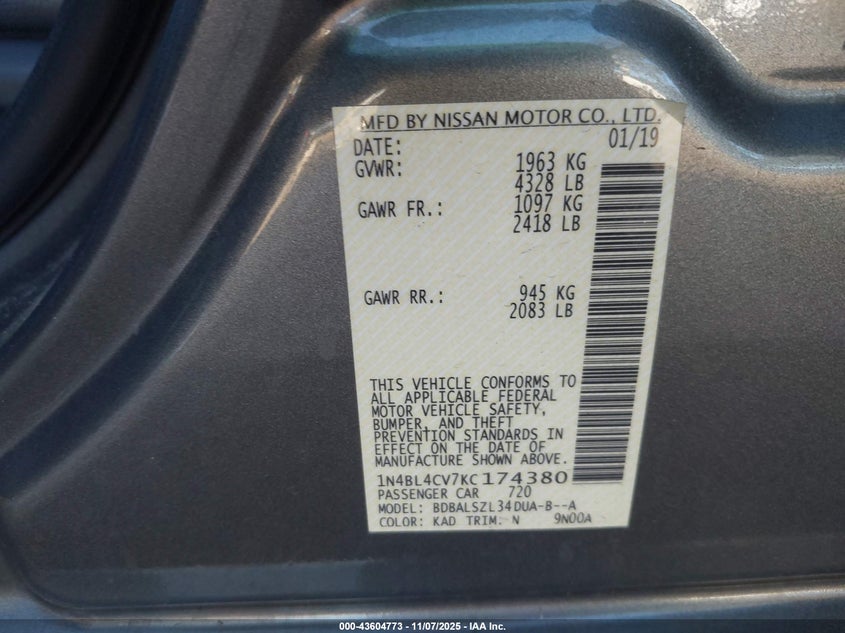 MFD BY NISSAN MOTOR CO., LTD.
DATE: 01/19
GVWR: 1963 KG
4328 LB
GAWR FR.: 1097 KG
2418 LB
GAWR RR.: 945 KG
2083 LB
THIS VEHICLE CONFORMS TO
ALL APPLICABLE FEDERAL
MOTOR VEHICLE SAFETY,
BUMPER, AND THEFT
PREVENTION STANDARDS IN
EFFECT ON THE DATE OF
MANUFACTURE SHOWN ABOVE.
1N4BL4CV7KC174380
PASSENGER CAR 720
MODEL: BDBALSZL34DUA-B--A
COLOR: KAD TRIM: N 9N00A
000-43604773 - 11/07/2025 - IAA Inc.